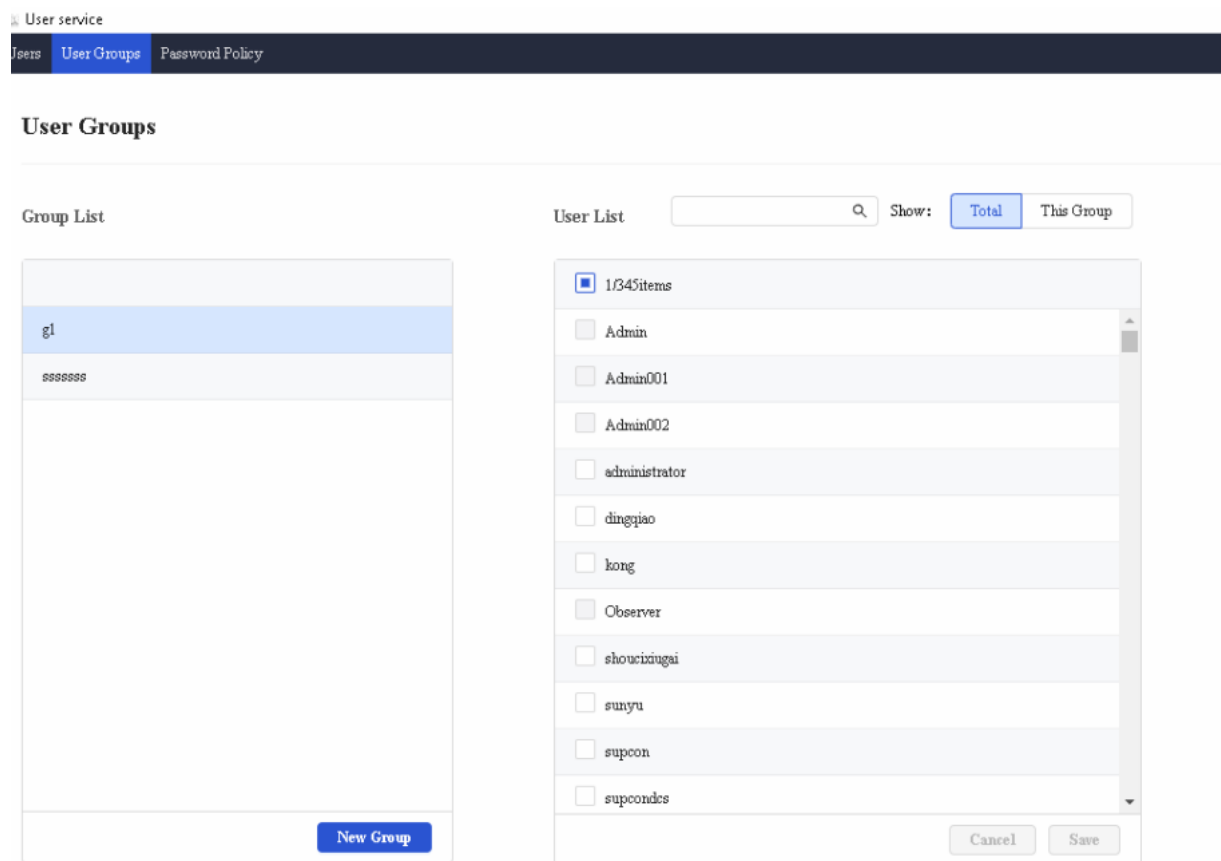 User service
Users User Groups Password Policy
User Groups
Group List
User List Show: Total This Group
1/345items
g1
Admin
sssssss
Admin001
Admin002
administrator
dingqiao
kong
Observer
shoucixiugai
sunyu
supcon
supcondcs
New Group
Cancel Save